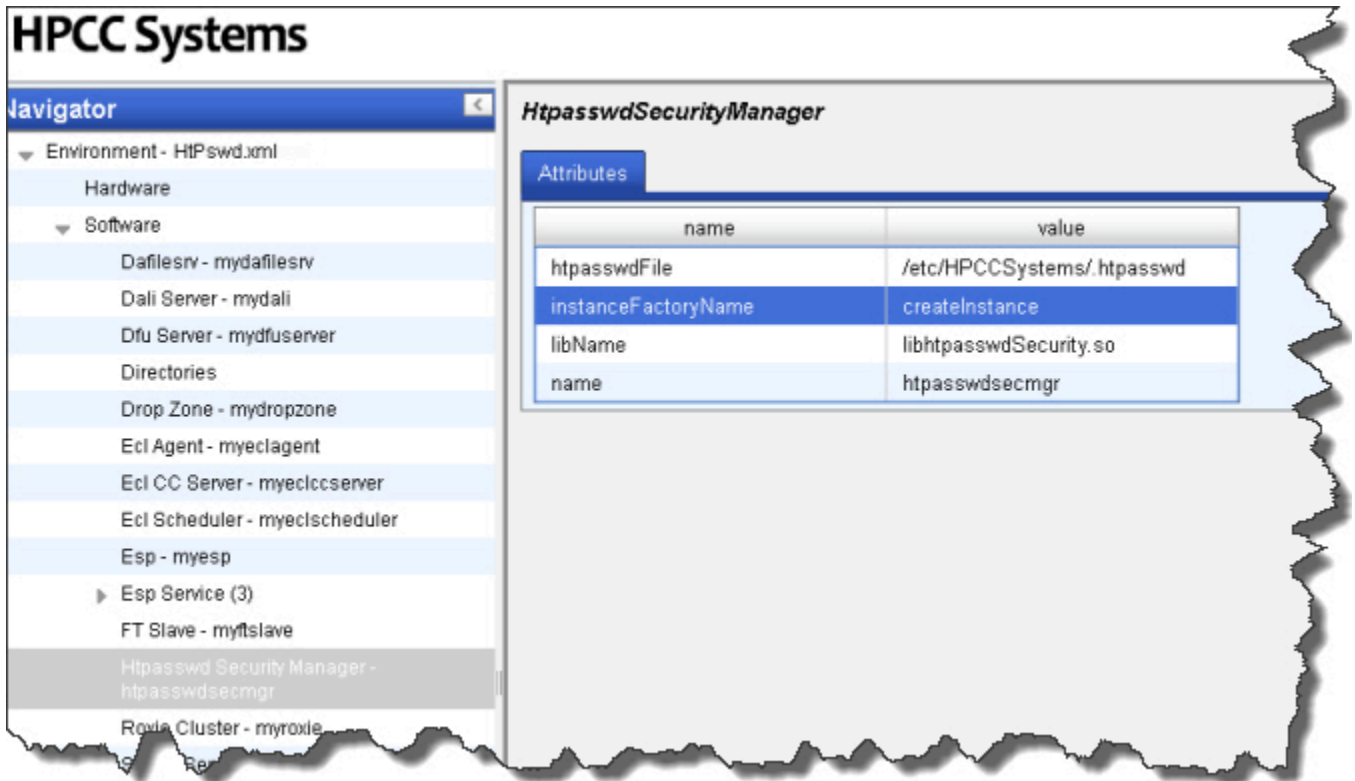 HPCC Systems
Navigator
Environment - HtPswd.xml
Hardware
Software
Dafilesrv - mydafilesrv
Dali Server - mydali
Dfu Server - mydfuserver
Directories
Drop Zone - mydropzone
Ecl Agent - myeclagent
Ecl CC Server - myeclccserver
Ecl Scheduler - myeclscheduler
Esp - myesp
Esp Service (3)
FT Slave - myftslave
Htpasswd Security Manager -
htpasswdsecmgr
Roxie Cluster - myroxie
HtpasswdSecurityManager
Attributes
name value
htpasswdFile /etc/HPCCSystems/.htpasswd
instanceFactoryName createInstance
libName libhtpasswdSecurity.so
name htpasswdsecmgr